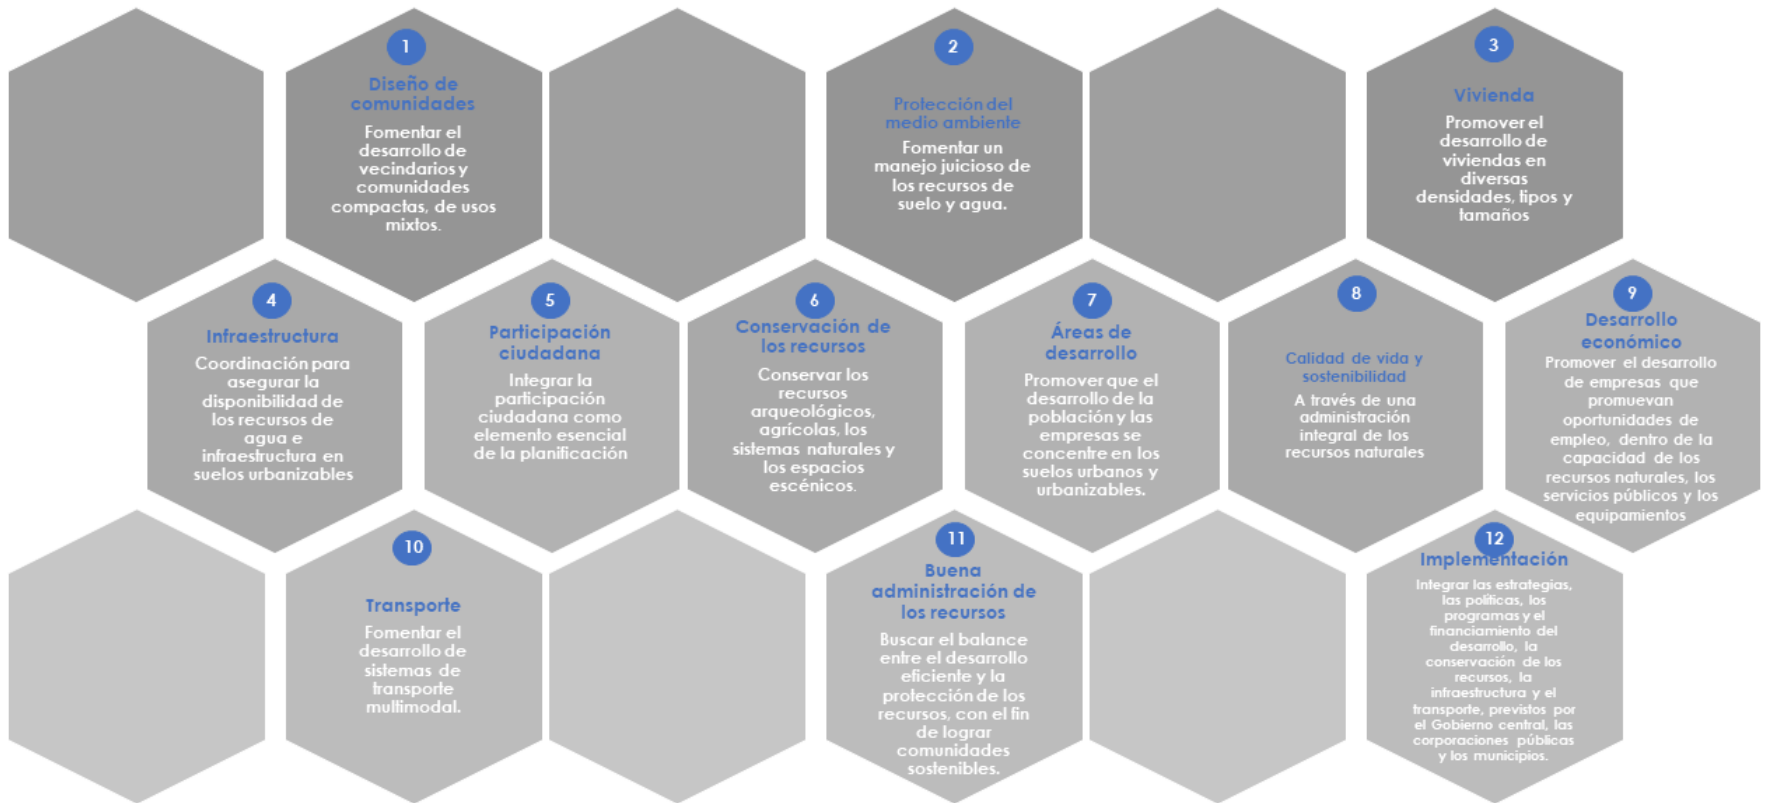 1
Diseño de
comunidades
Fomentar el
desarrollo de
vecindarios y
comunidades
compactas, de usos
mixtos.
2
Protección del
medio ambiente
Fomentar un
manejo juicioso de
los recursos de
suelo y agua.
3
Vivienda
Promover el
desarrollo de
viviendas en
diversas
densidades, tipos y
tamaños
4
Infraestructura
Coordinación para
asegurar la
disponibilidad de
los recursos de
agua e
infraestructura en
suelos urbanizables
5
Participación
ciudadana
Integrar la
participación
ciudadana como
elemento esencial
de la planificación
6
Conservación de
los recursos
Conservar los
recursos
arqueológicos,
agrícolas, los
sistemas naturales y
los espacios
escénicos.
7
Áreas de
desarrollo
Promover que el
desarrollo de la
población y las
empresas se
concentre en los
suelos urbanos y
urbanizables.
8
Calidad de vida y
sostenibilidad
A través de una
administración
integral de los
recursos naturales
9
Desarrollo
económico
Promover el desarrollo
de empresas que
promuevan
oportunidades de
empleo, dentro de la
capacidad de los
recursos naturales, los
servicios públicos y los
equipamientos
10
Transporte
Fomentar el
desarrollo de
sistemas de
transporte
multimodal.
11
Buena
administración de
los recursos
Buscar el balance
entre el desarrollo
eficiente y la
protección de los
recursos, con el fin
de lograr
comunidades
sostenibles.
12
Implementación
Integrar las estrategias,
las políticas, los
programas y el
financiamiento del
desarrollo, la
conservación de los
recursos, la
infraestructura y el
transporte, previstos por
el Gobierno central, las
corporaciones públicas
y los municipios.